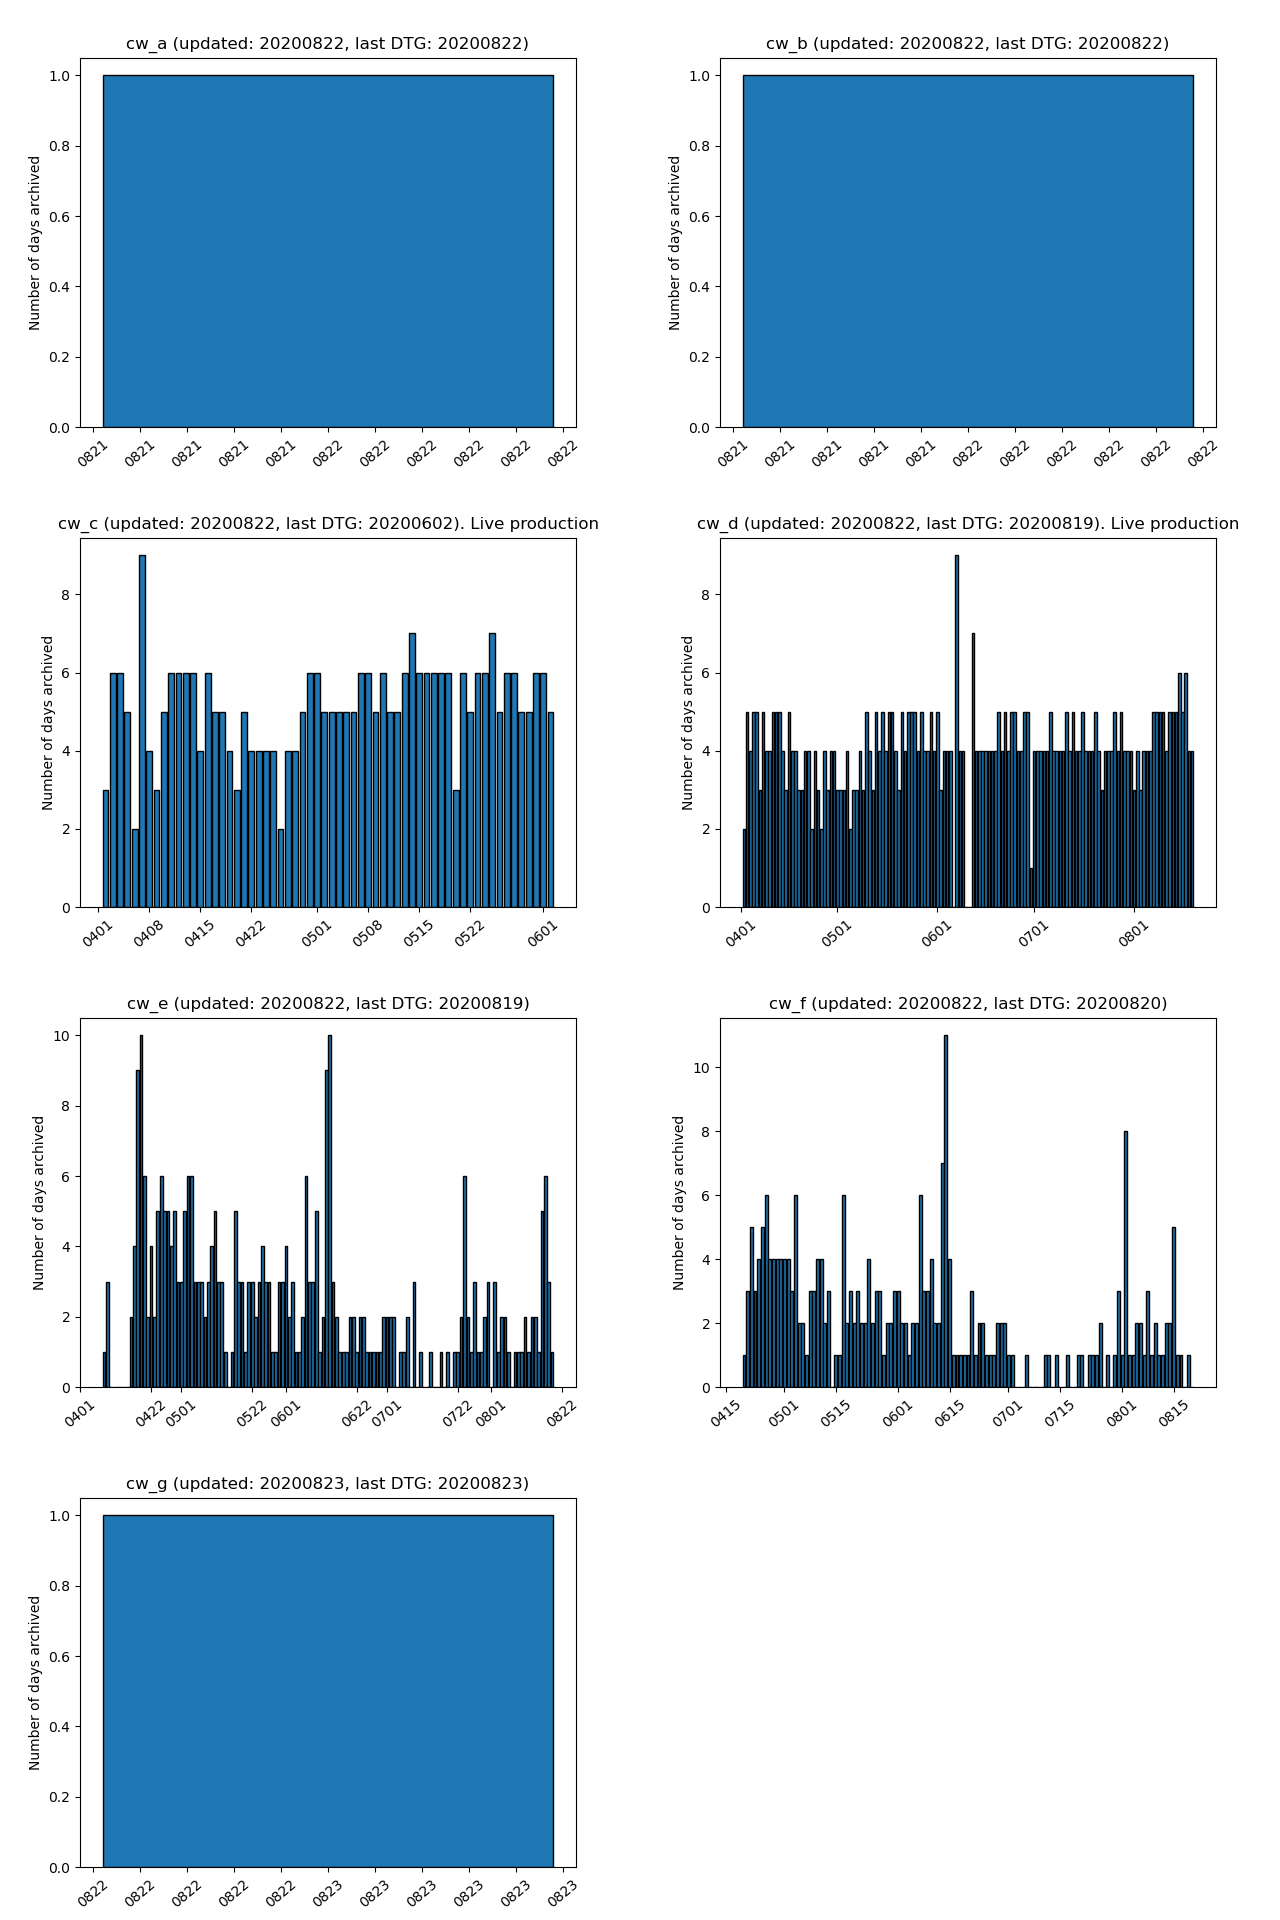 cw_a (updated: 20200822, last DTG: 20200822)
Number of days archived
1.0
0.8
0.6
0.4
0.2
0.0
0821 0821 0821 0821 0821 0822 0822 0822 0822 0822 0822
cw_b (updated: 20200822, last DTG: 20200822)
Number of days archived
1.0
0.8
0.6
0.4
0.2
0.0
0821 0821 0821 0821 0821 0822 0822 0822 0822 0822 0822
cw_c (updated: 20200822, last DTG: 20200602). Live production
Number of days archived
8
6
4
2
0
0401 0408 0415 0422 0501 0508 0515 0522 0601
cw_d (updated: 20200822, last DTG: 20200819). Live production
Number of days archived
8
6
4
2
0
0401 0501 0601 0701 0801
cw_e (updated: 20200822, last DTG: 20200819)
Number of days archived
10
8
6
4
2
0
0401 0422 0501 0522 0601 0622 0701 0722 0801 0822
cw_f (updated: 20200822, last DTG: 20200820)
Number of days archived
10
8
6
4
2
0
0415 0501 0515 0601 0615 0701 0715 0801 0815
cw_g (updated: 20200823, last DTG: 20200823)
Number of days archived
1.0
0.8
0.6
0.4
0.2
0.0
0822 0822 0822 0822 0822 0823 0823 0823 0823 0823 0823